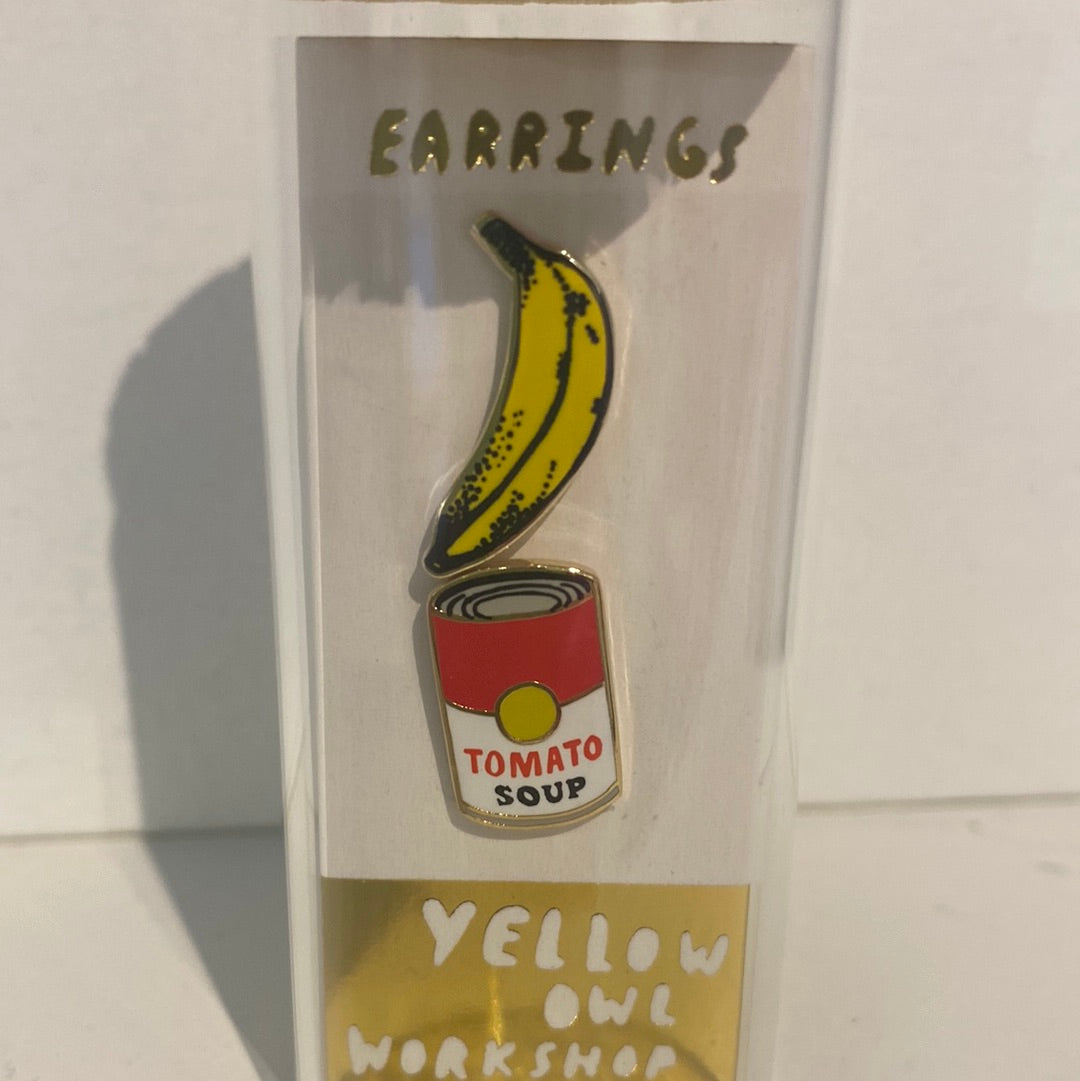 EARRINGS
TOMATO
SOUP
YELLOW
OWL
WORKSHOP